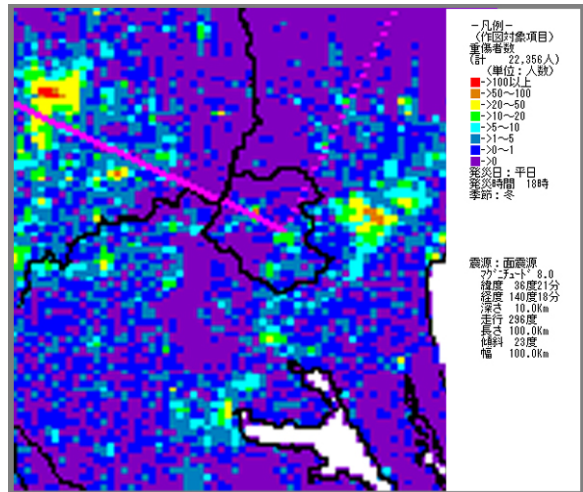 －凡例－
（作図対象項目）
重傷者数
(計 22,356人)
（単位：人数）
->100以上
->50～100
->20～50
->10～20
->5～10
->1～5
->0～1
->0
発災日：平日
発災時間 18時
季節：冬
震源：面震源
ﾏｸﾞﾆﾁｭｰﾄﾞ 8.0
緯度 36度21分
経度 140度18分
深さ 10.0Km
走行 296度
長さ 100.0Km
傾斜 23度
幅 100.0Km